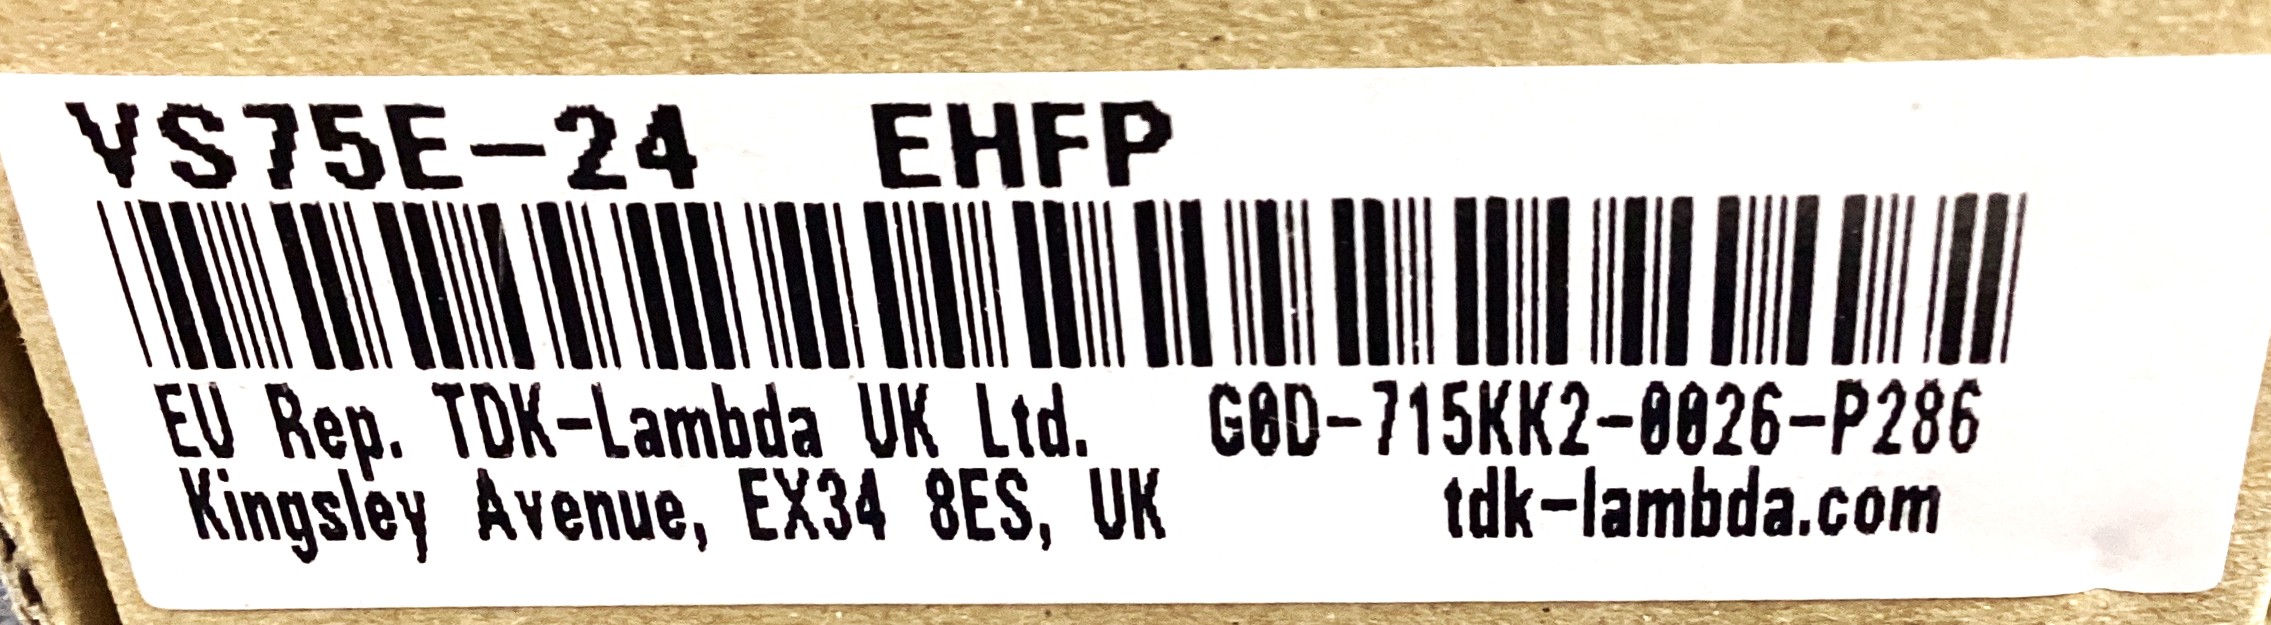 VS75E-24 EHFP
EU Rep. TDK-Lambda UK Ltd. G0D-715KK2-0026-P286
Kingsley Avenue, EX34 8ES, UK tdk-lambda.com